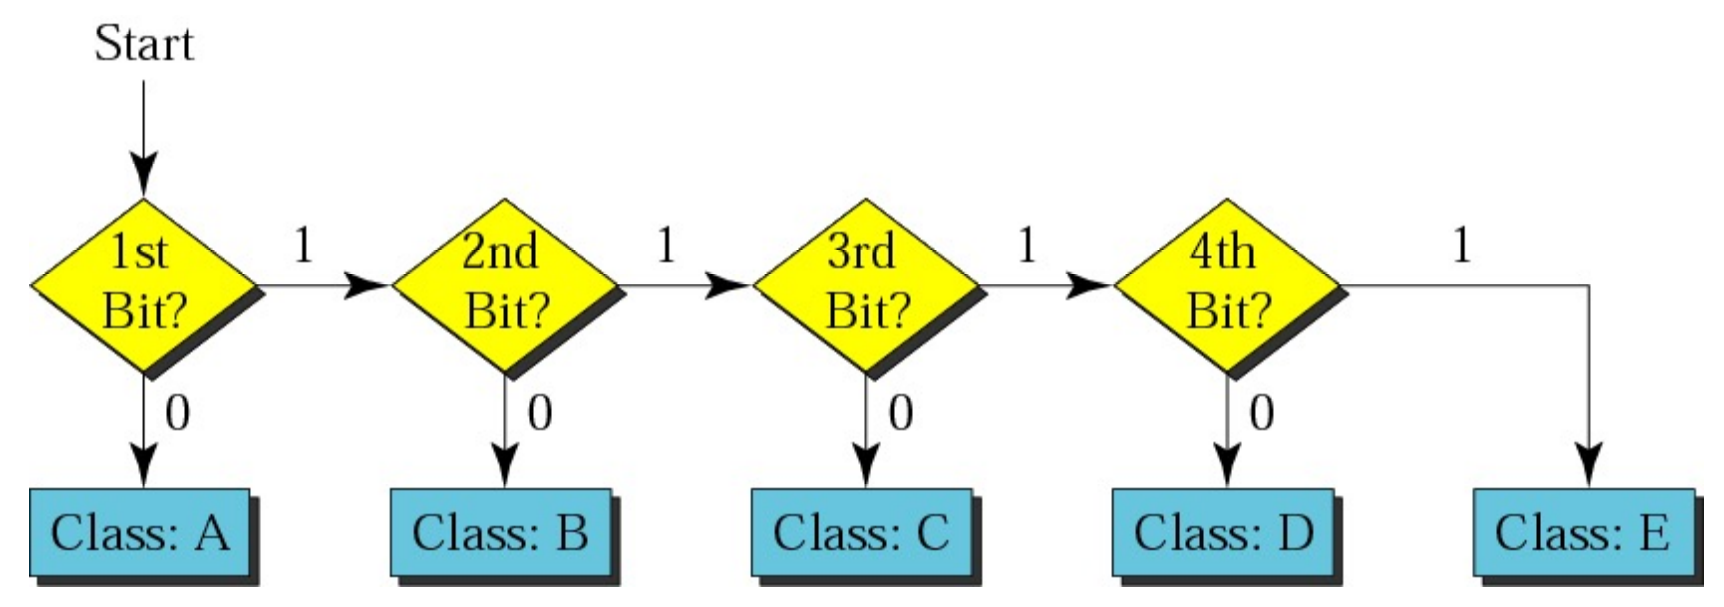 Start
1st
Bit?
1
2nd
Bit?
1
3rd
Bit?
1
4th
Bit?
1
0
0
0
0
Class: A
Class: B
Class: C
Class: D
Class: E